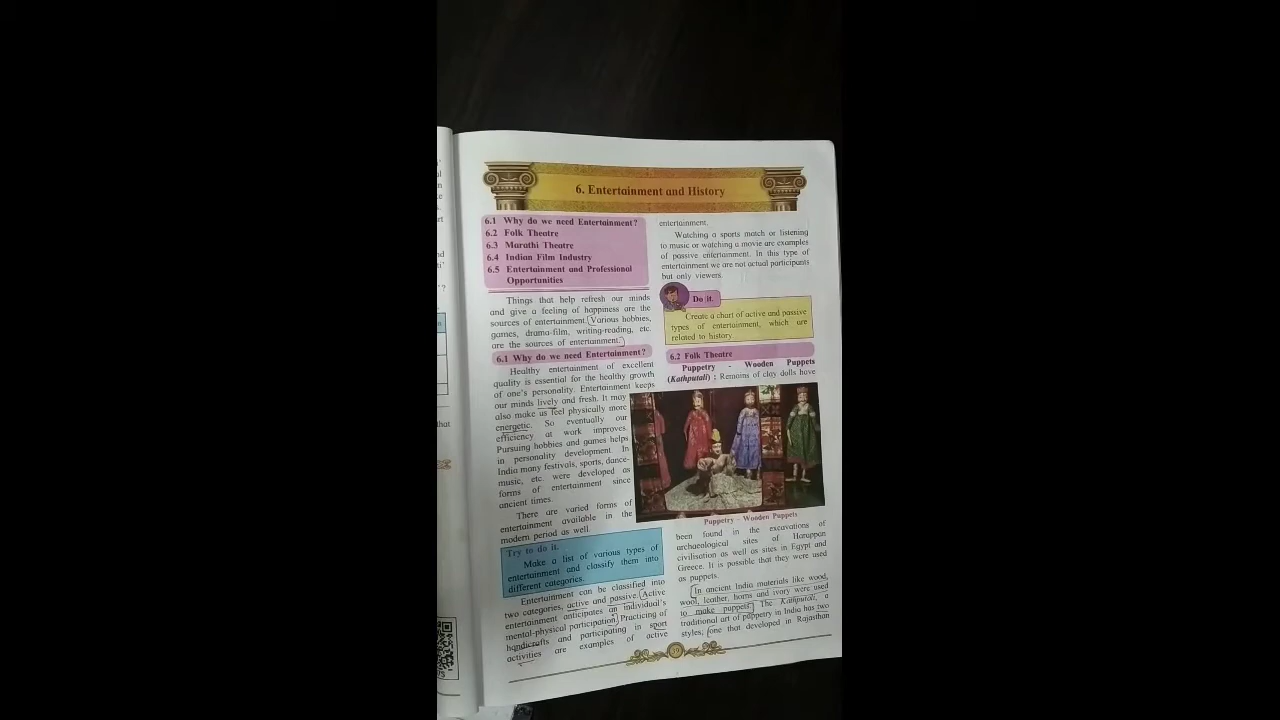 6. Entertainment and History
6.1 Why do we need Entertainment?
6.2 Folk Theatre
6.3 Marathi Theatre
6.4 Indian Film Industry
6.5 Entertainment and Professional
Opportunities
Things that help refresh our minds
and give a feeling of happiness are the
sources of entertainment. Various hobbies,
games, drama-film, writing-reading, etc.
are the sources of entertainment.
6.1 Why do we need Entertainment?
Healthy entertainment of excellent
quality is essential for the healthy growth
of one's personality. Entertainment keeps
our minds lively and fresh. It may
also make us feel physically more
energetic. So eventually our
efficiency at work improves.
Pursuing hobbies and games helps
in personality development. In
India many festivals, sports, dance-
music, etc. were developed as
forms of entertainment since
ancient times.
There are varied forms of
entertainment available in the
modern period as well.
Try to do it.
Make a list of various types of
entertainment and classify them into
different categories.
Entertainment can be classified into
two categories, active and passive. Active
entertainment anticipates an individual's
mental-physical participation. Practicing of
handicrafts and participating in sport
activities are examples of active
entertainment.
Watching a sports match or listening
to music or watching a movie are examples
of passive entertainment. In this type of
entertainment we are not actual participants
but only viewers.
Do it.
Create a chart of active and passive
types of entertainment, which are
related to history.
6.2 Folk Theatre
Puppetry - Wooden Puppets
(Kathputali) : Remains of clay dolls have
Puppetry - Wooden Puppets
been found in the excavations of
archaeological sites of Harappan
civilisation as well as sites in Egypt and
Greece. It is possible that they were used
as puppets.
In ancient India materials like wood,
wool, leather, horns and ivory were used
to make puppets. The Kathputali, a
traditional art of puppetry in India has two
styles; one that developed in Rajasthan
39